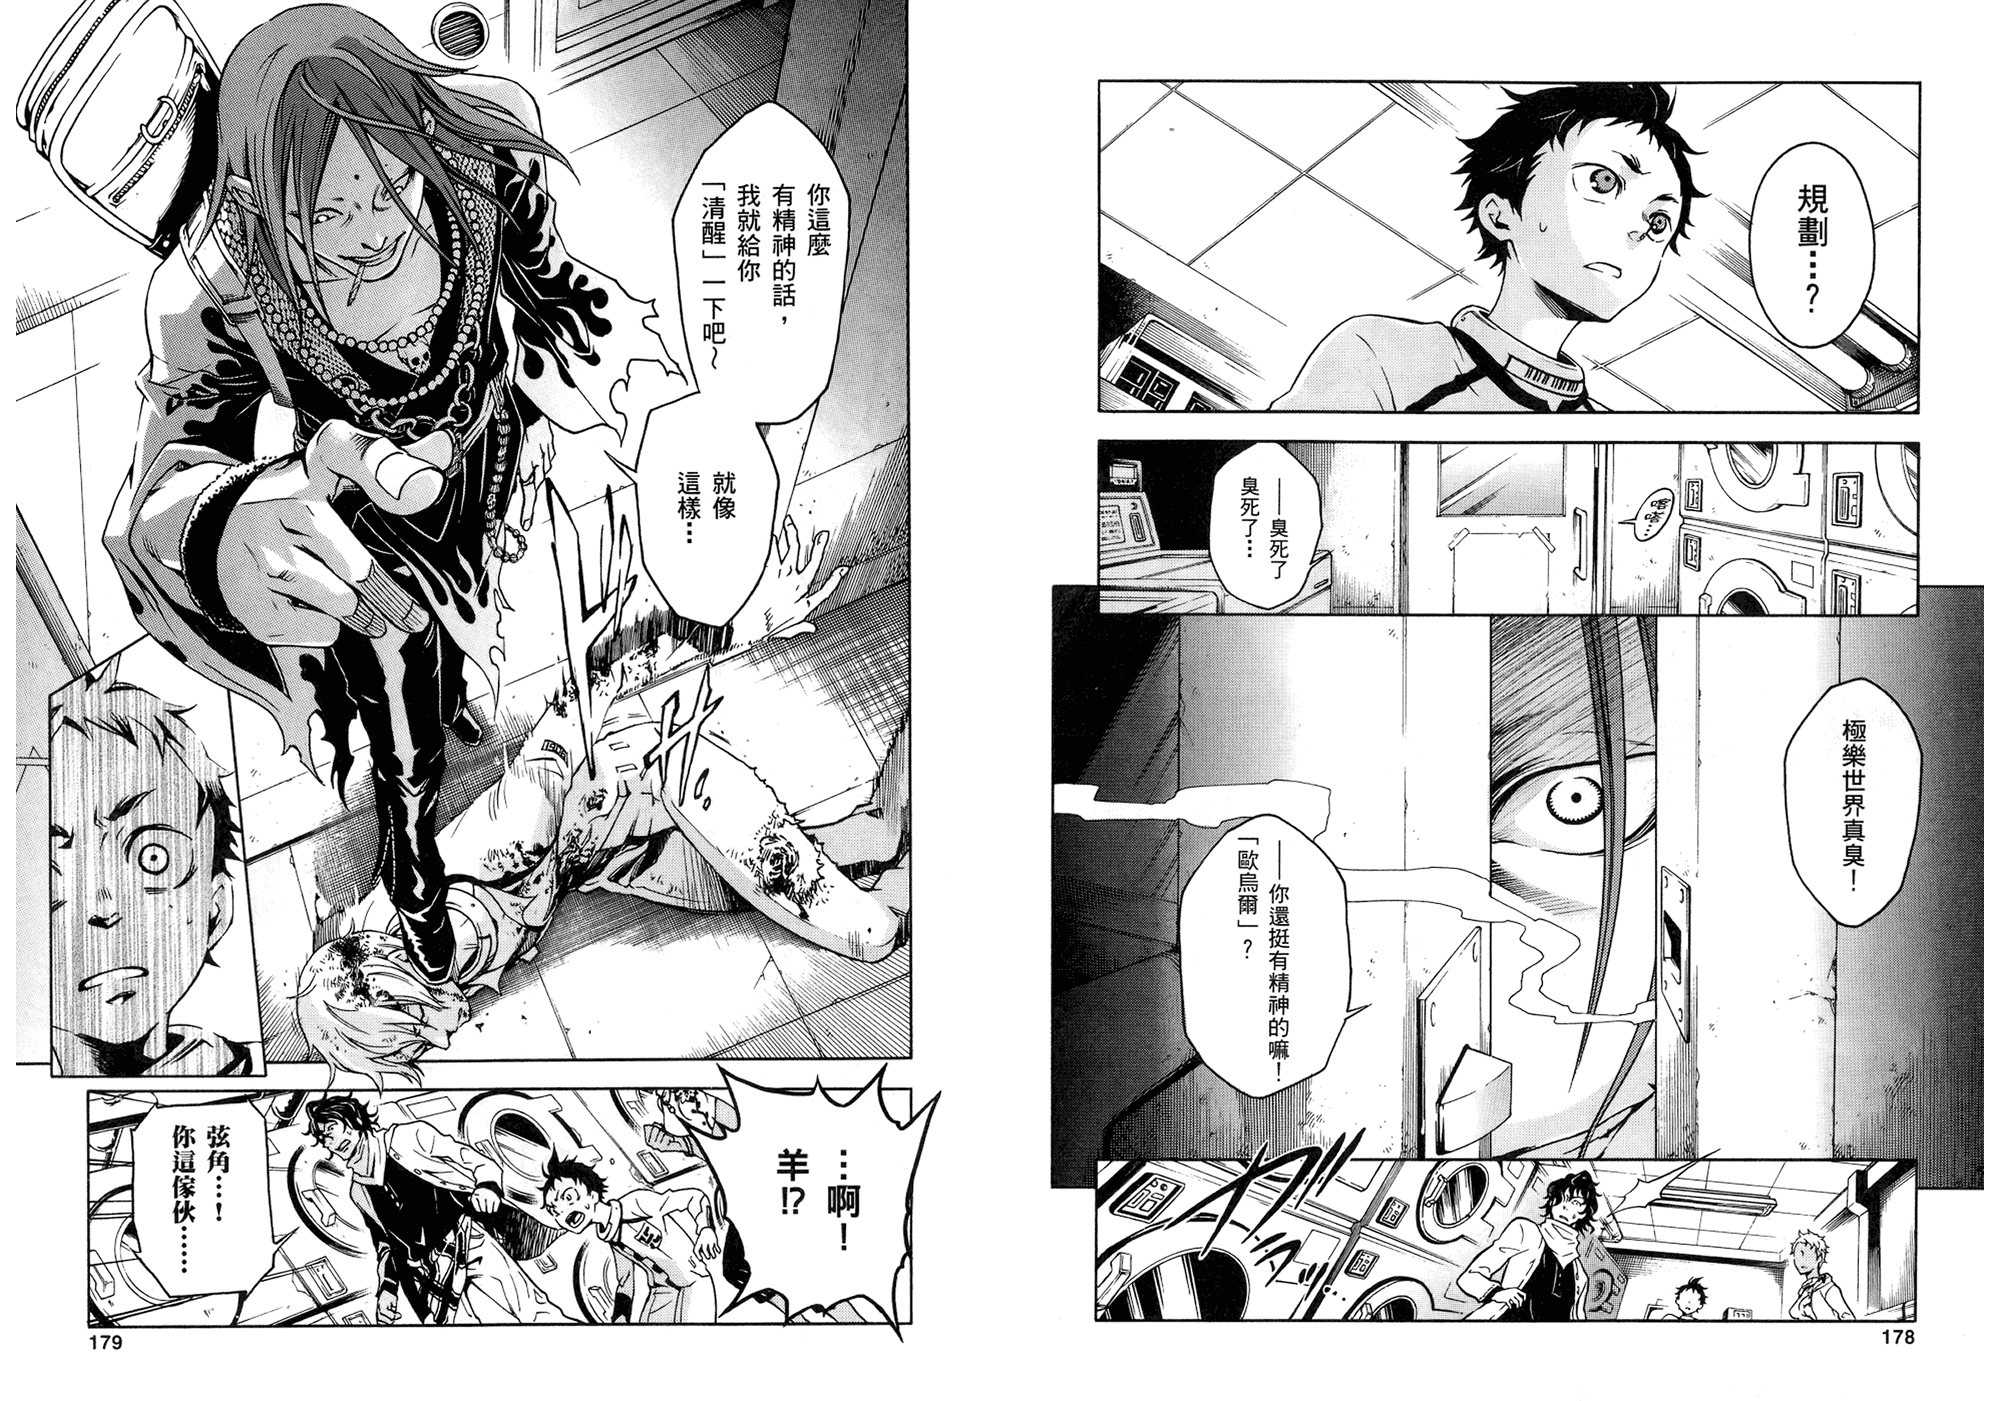 規劃…?
喀嗒…
——臭死了
臭死了…
極樂世界真臭！
——你還挺有精神的嘛！
「歐烏爾」？
178
你這麼
有精神的話，
我就給你
「清醒」一下吧～
就像
這樣…
…啊！
羊!?
弦角…！
你這傢伙……
179